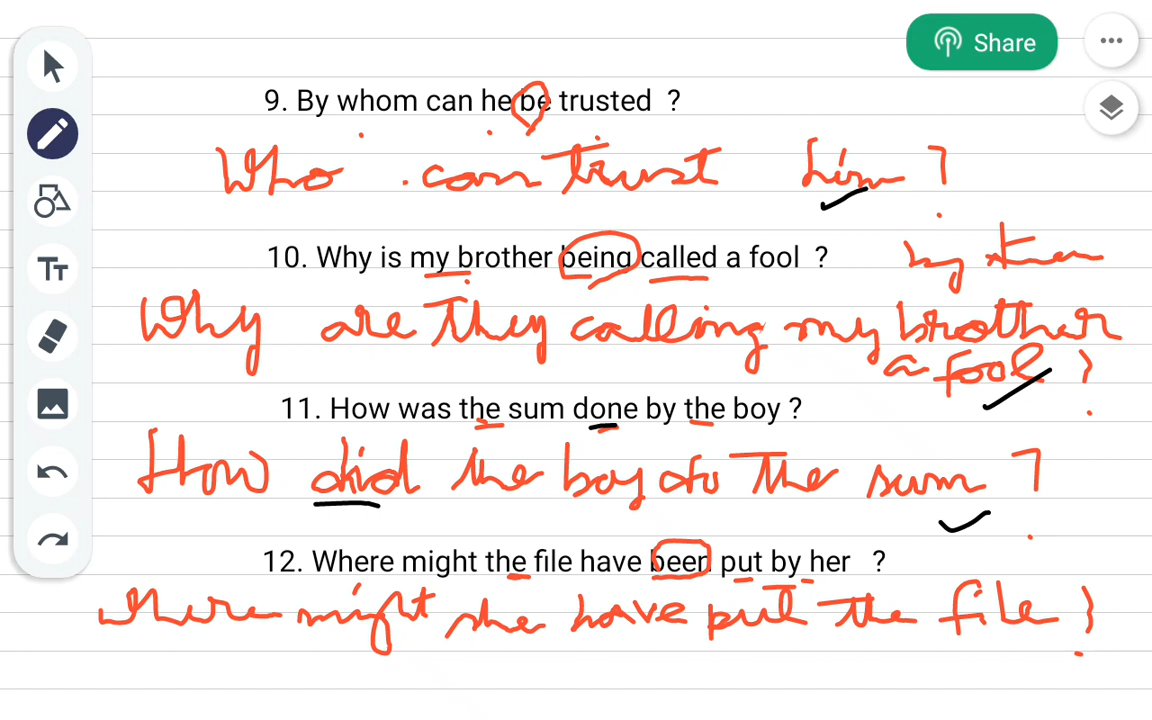 Share
9. By whom can he be trusted ?
Who can trust him ?
10. Why is my brother being called a fool ?
by them
Why are they calling my brother
a fool ?
11. How was the sum done by the boy ?
How did the boy do the sum ?
12. Where might the file have been put by her ?
Where might she have put the file ?
TT